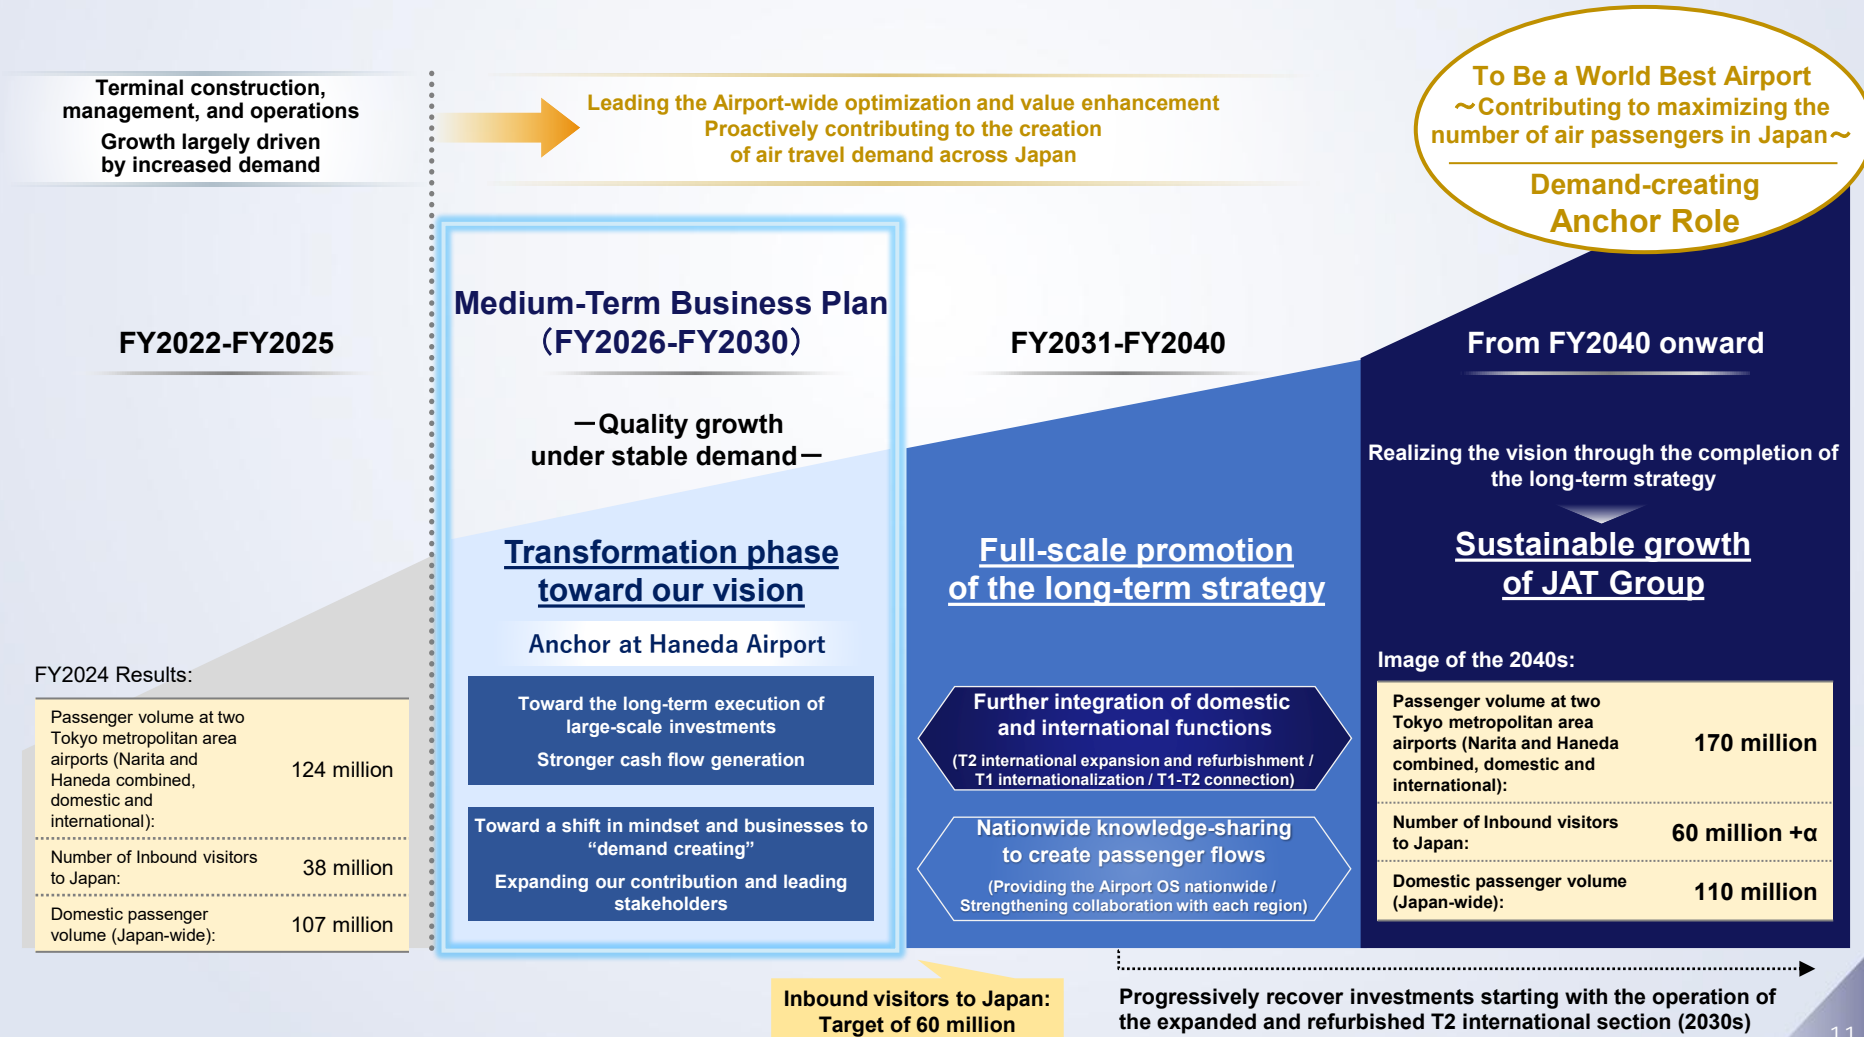 Terminal construction,
management, and operations
Growth largely driven
by increased demand
Leading the Airport-wide optimization and value enhancement
Proactively contributing to the creation
of air travel demand across Japan
To Be a World Best Airport
～Contributing to maximizing the
number of air passengers in Japan～
Demand-creating
Anchor Role
FY2022-FY2025
FY2024 Results:
Passenger volume at two
Tokyo metropolitan area
airports (Narita and
Haneda combined,
domestic and
international):
124 million
Number of Inbound visitors
to Japan:
38 million
Domestic passenger
volume (Japan-wide):
107 million
Medium-Term Business Plan
（FY2026-FY2030）
－Quality growth
under stable demand－
Transformation phase
toward our vision
Anchor at Haneda Airport
Toward the long-term execution of
large-scale investments
Stronger cash flow generation
Toward a shift in mindset and businesses to
“demand creating”
Expanding our contribution and leading
stakeholders
Inbound visitors to Japan:
Target of 60 million
FY2031-FY2040
Full-scale promotion
of the long-term strategy
Further integration of domestic
and international functions
(T2 international expansion and refurbishment /
T1 internationalization / T1-T2 connection)
Nationwide knowledge-sharing
to create passenger flows
(Providing the Airport OS nationwide /
Strengthening collaboration with each region)
From FY2040 onward
Realizing the vision through the completion of
the long-term strategy
Sustainable growth
of JAT Group
Image of the 2040s:
Passenger volume at two
Tokyo metropolitan area
airports (Narita and Haneda
combined, domestic and
international):
170 million
Number of Inbound visitors
to Japan:
60 million +α
Domestic passenger volume
(Japan-wide):
110 million
Progressively recover investments starting with the operation of
the expanded and refurbished T2 international section (2030s)
11